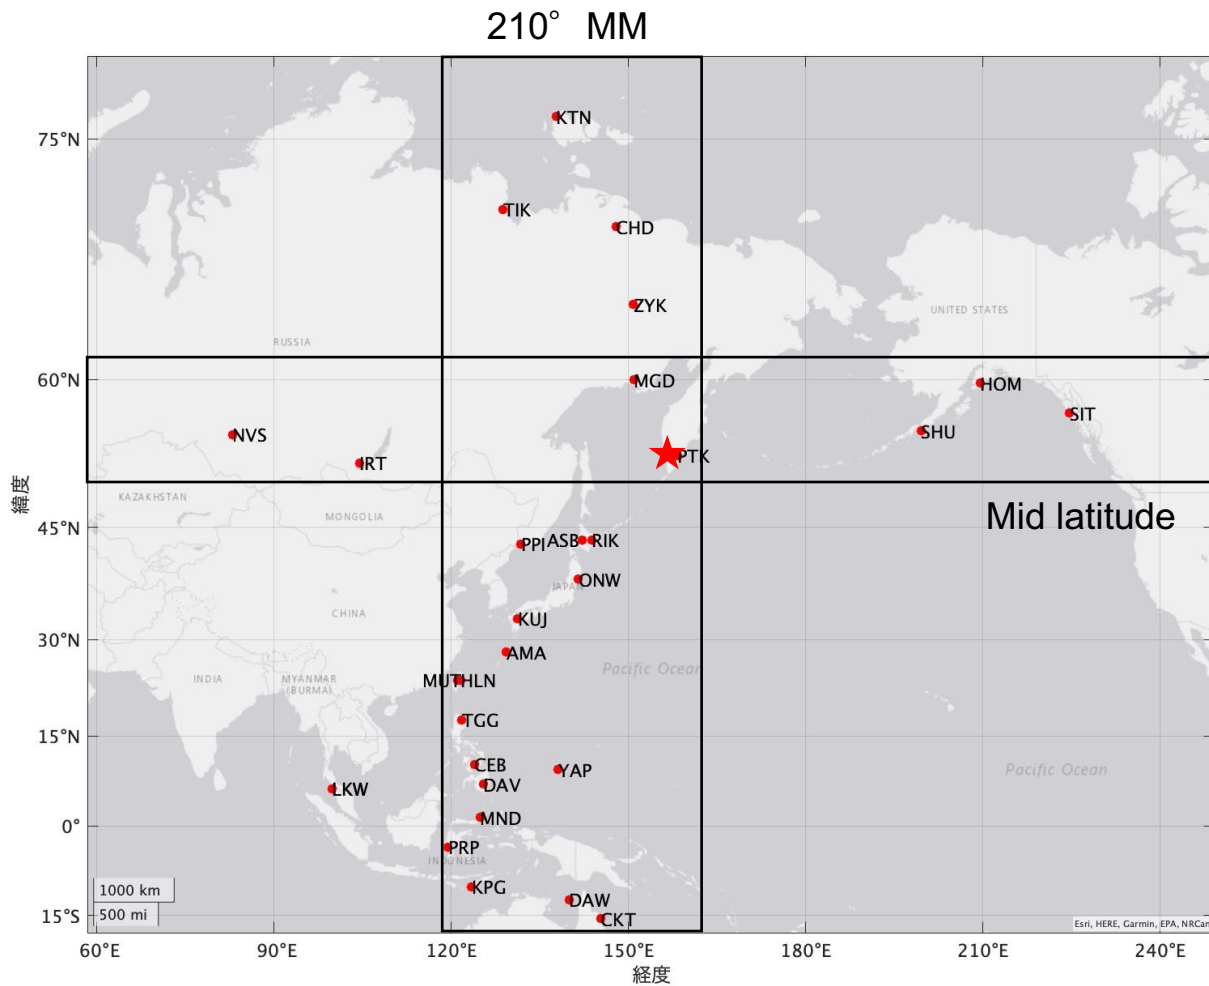 210° MM
75°N
KTN
TIK
CHD
ZYK
UNITED STATES
RUSSIA
60°N
MGD
HOM
SIT
NVS
SHU
IRT
PTK
緯度
KAZAKHSTAN
MONGOLIA
Mid latitude
45°N
PPI
ASB
RIK
ONW
JAPAN
CHINA
KUJ
30°N
AMA
Pacific Ocean
INDIA
MYANMAR
(BURMA)
MUTHLN
TGG
15°N
CEB
YAP
Pacific Ocean
DAV
LKW
MND
0°
PRP
INDONESIA
KPG
1000 km
DAW
500 mi
15°S
CKT
Esri, HERE, Garmin, EPA, NRCan
60°E
90°E
120°E
150°E
180°E
210°E
240°E
経度